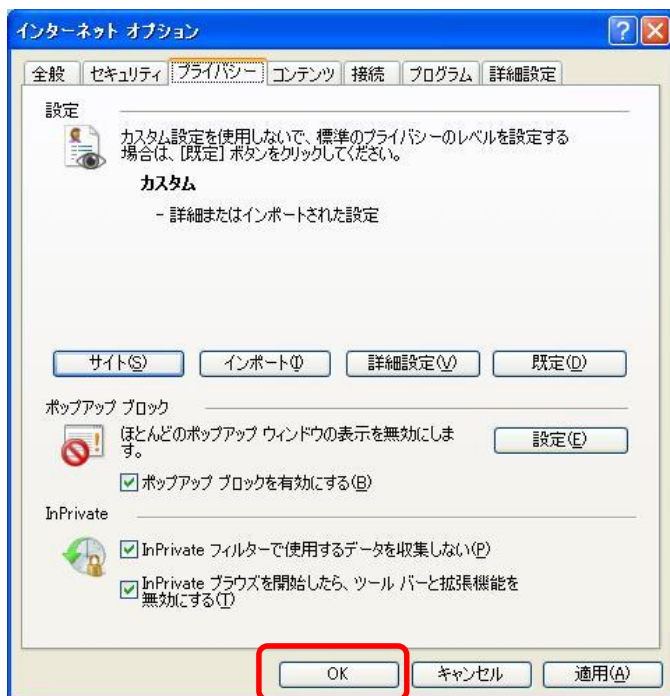 インターネット オプション
全般 セキュリティ プライバシー コンテンツ 接続 プログラム 詳細設定
設定
カスタム設定を使用しないで、標準のプライバシーのレベルを設定する
場合は、[既定] ボタンをクリックしてください。
カスタム
- 詳細またはインポートされた設定
サイト(S) インポート(I) 詳細設定(V) 既定(D)
ポップアップ ブロック
ほとんどのポップアップ ウィンドウの表示を無効にしま
す。
設定(E)
ポップアップ ブロックを有効にする(B)
InPrivate
InPrivate フィルターで使用するデータを収集しない(P)
InPrivate ブラウズを開始したら、ツール バーと拡張機能を
無効にする(T)
OK キャンセル 適用(A)